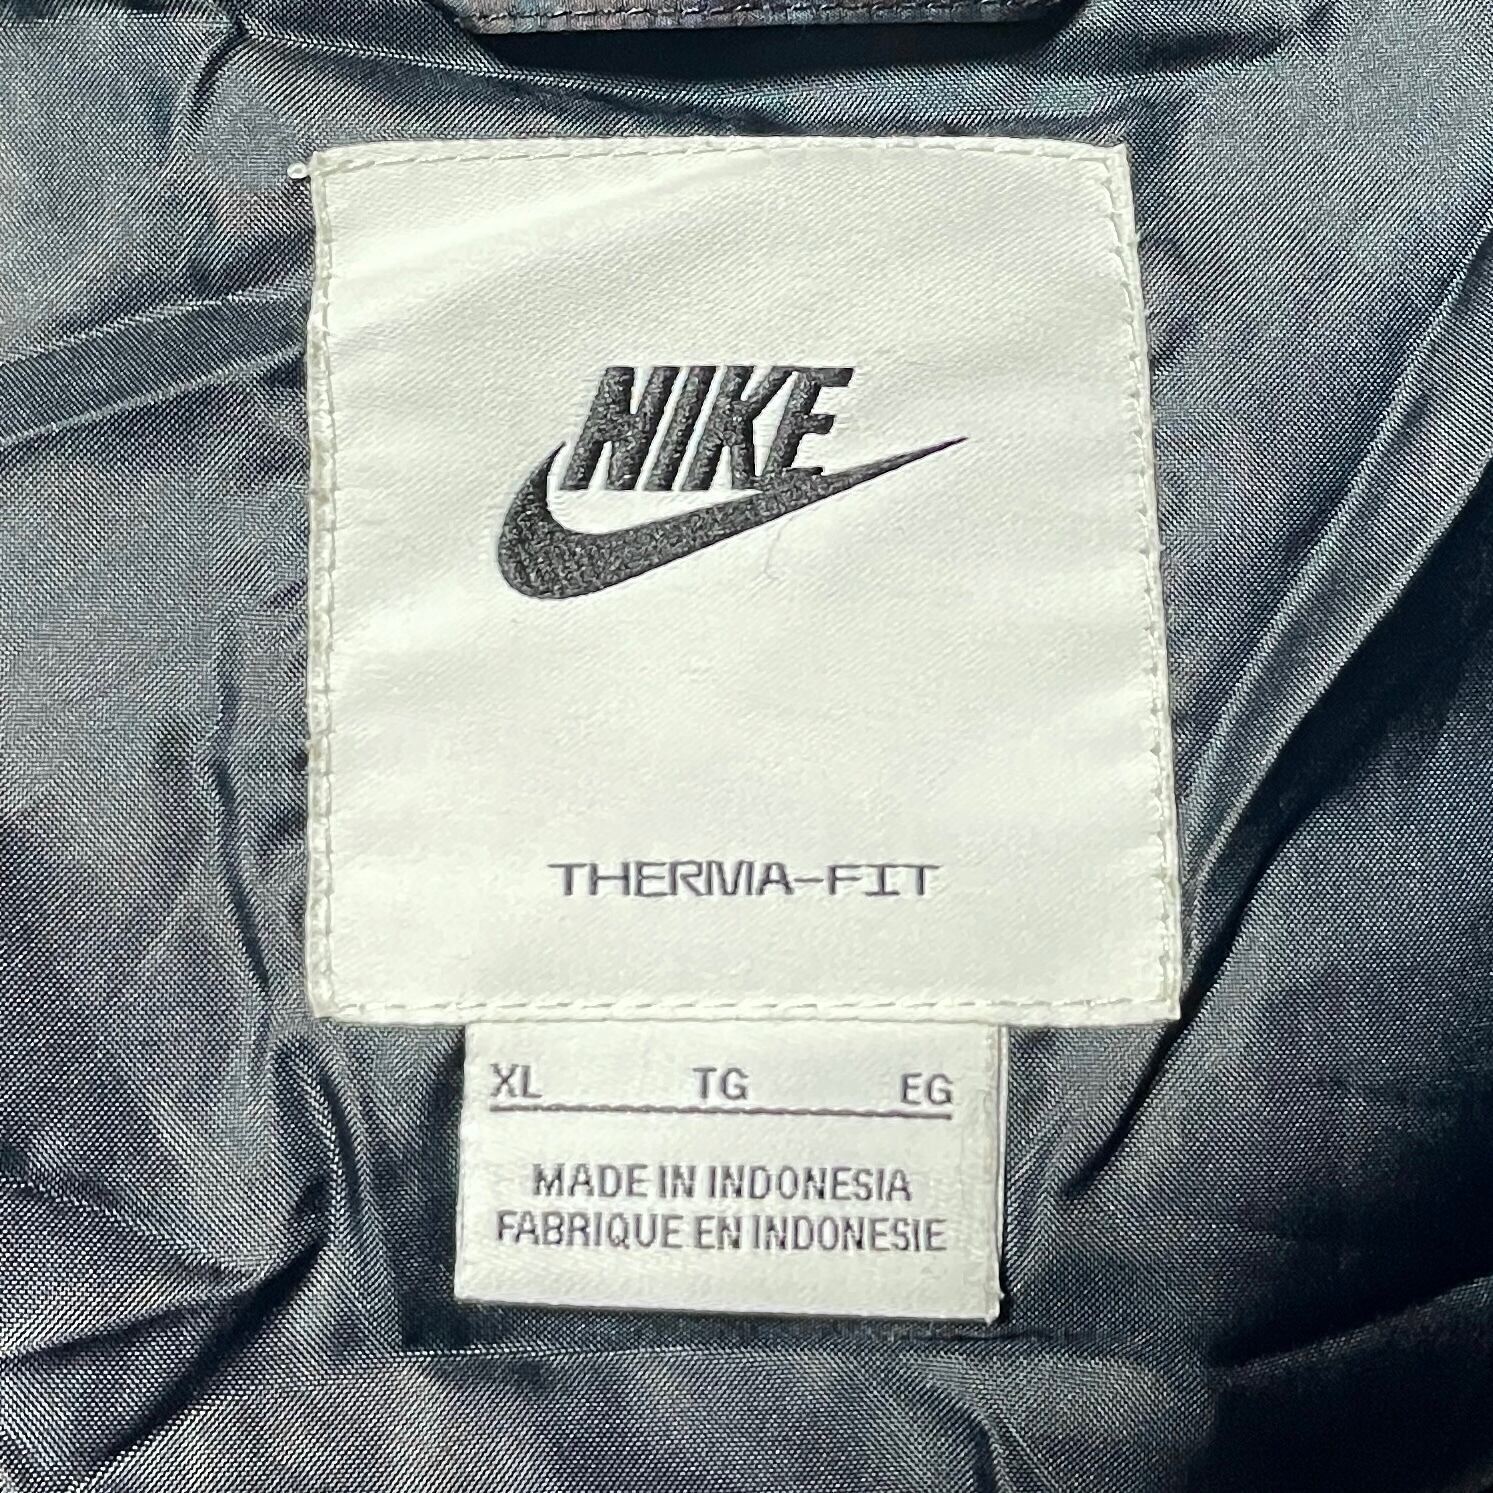 NIKE
THERMA-FIT
XL TG EG
MADE IN INDONESIA
FABRIQUE EN INDONESIE